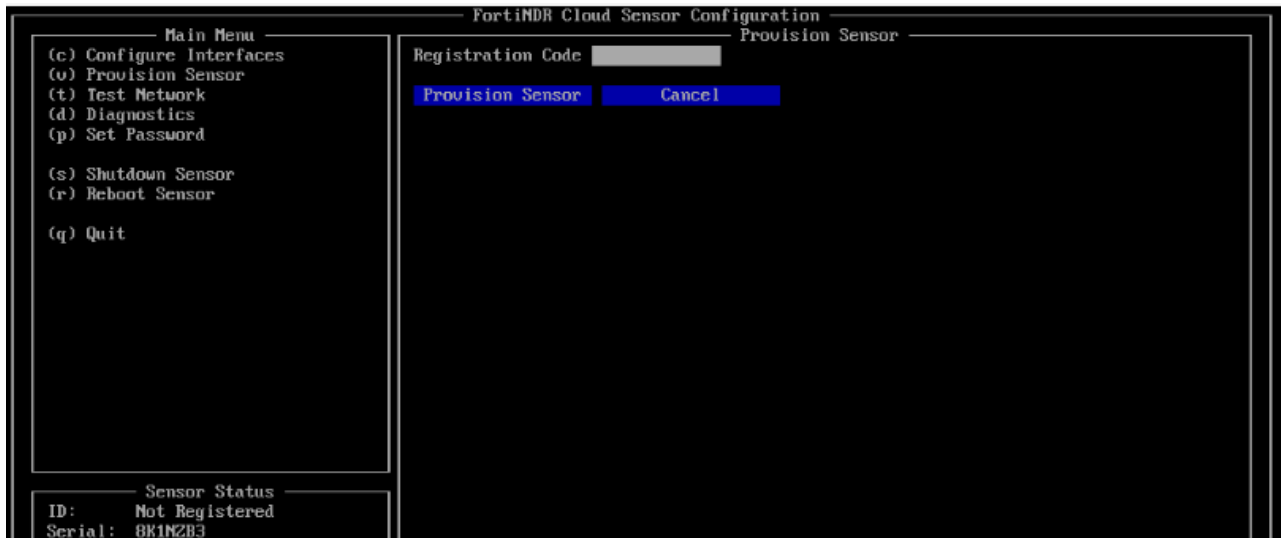 FortiNDR Cloud Sensor Configuration
Main Menu
(c) Configure Interfaces
(v) Provision Sensor
(t) Test Network
(d) Diagnostics
(p) Set Password
(s) Shutdown Sensor
(r) Reboot Sensor
(q) Quit
Sensor Status
ID: Not Registered
Serial: 8K1NZB3
Provision Sensor
Registration Code
Provision Sensor Cancel